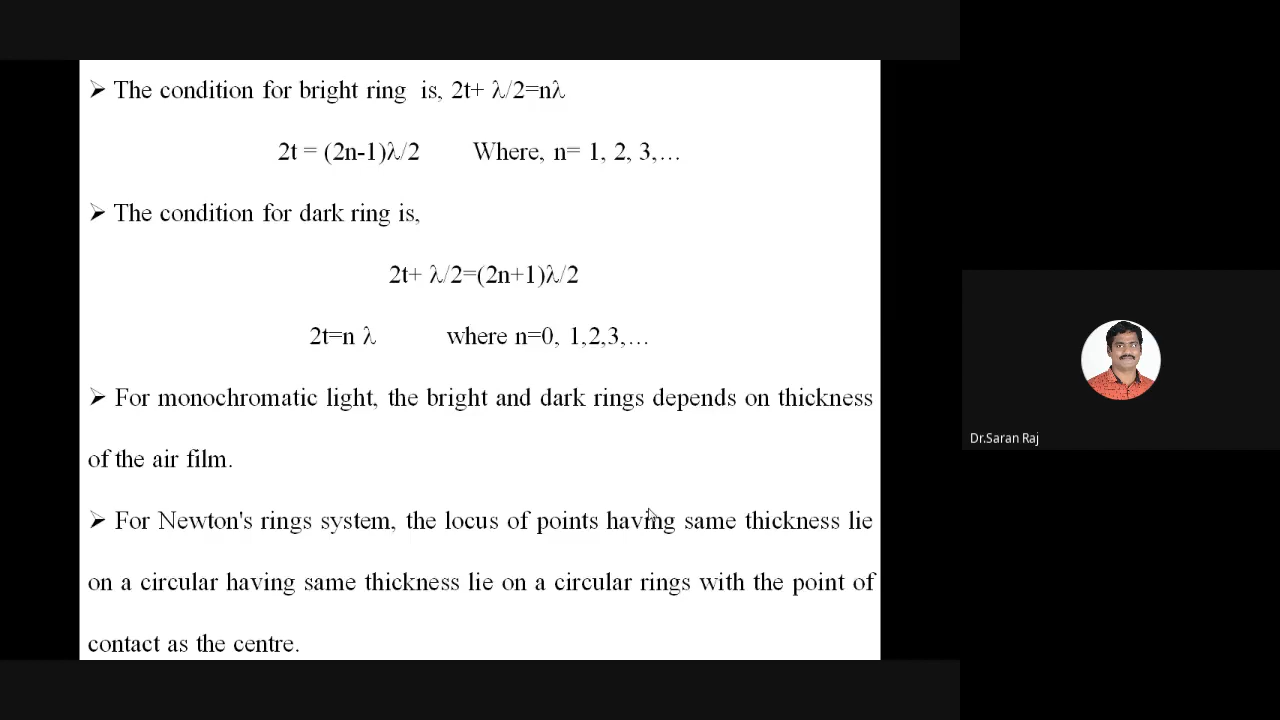 ➢ The condition for bright ring is, 2t+ λ/2=nλ
2t = (2n-1)λ/2 Where, n= 1, 2, 3,…
➢ The condition for dark ring is,
2t+ λ/2=(2n+1)λ/2
2t=n λ where n=0, 1,2,3,…
➢ For monochromatic light, the bright and dark rings depends on thickness
of the air film.
➢ For Newton's rings system, the locus of points having same thickness lie
on a circular having same thickness lie on a circular rings with the point of
contact as the centre.
Dr.Saran Raj